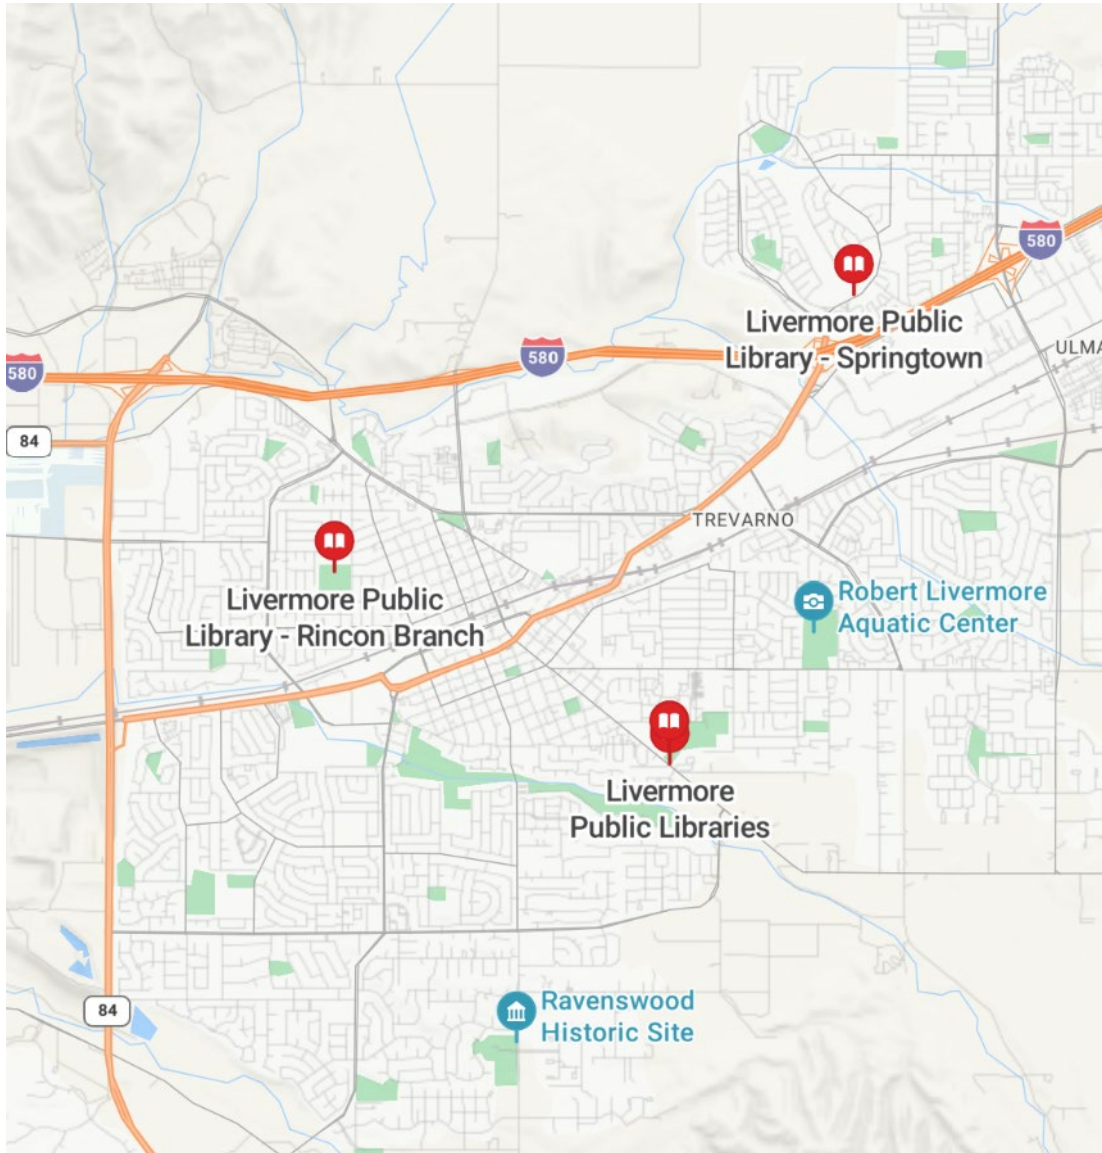 580
Livermore Public
Library - Springtown
580
ULMA
580
84
TREVARNO
Livermore Public
Library - Rincon Branch
Robert Livermore
Aquatic Center
Livermore
Public Libraries
Ravenswood
Historic Site
84